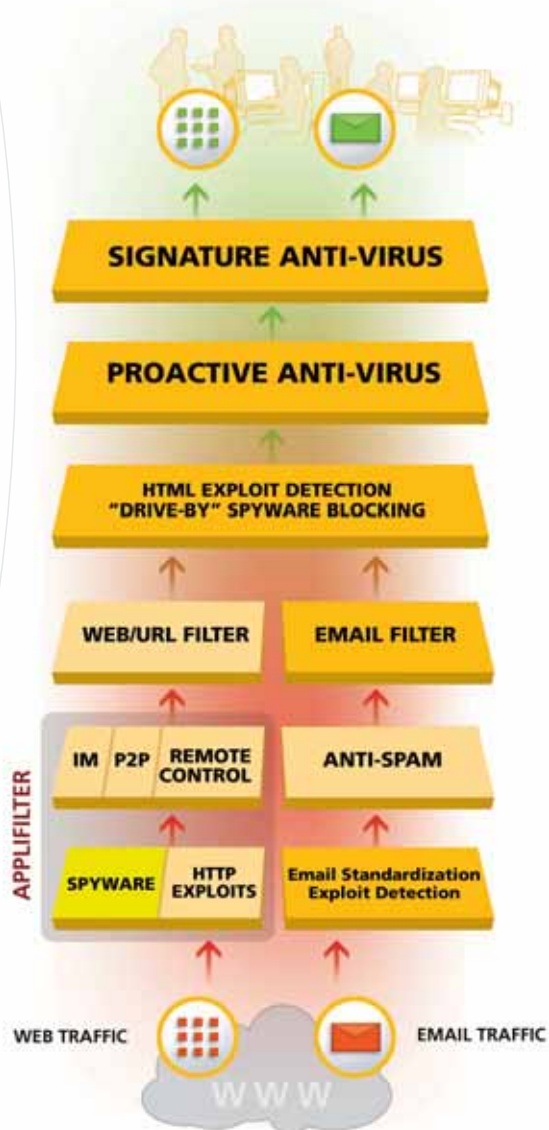 SIGNATURE ANTI-VIRUS
PROACTIVE ANTI-VIRUS
HTML EXPLOIT DETECTION
"DRIVE-BY" SPYWARE BLOCKING
WEB/URL FILTER
EMAIL FILTER
APPLIFILTER
IM
P2P
REMOTE
CONTROL
ANTI-SPAM
SPYWARE
HTTP
EXPLOITS
Email Standardization
Exploit Detection
WEB TRAFFIC
EMAIL TRAFFIC
WWW